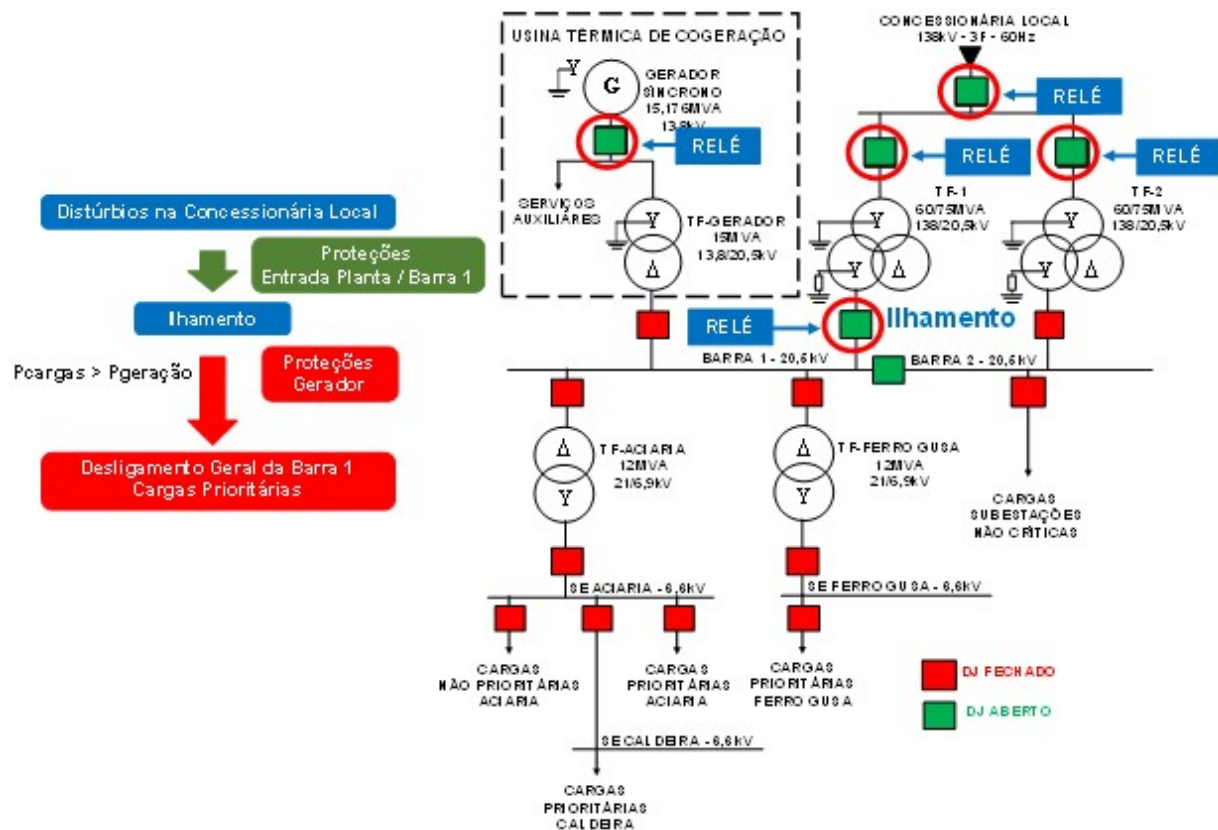 USINA TÉRMICA DE COGERAÇÃO
Y
G
GERADOR
SÍNCRONO
15,176MVA
13,8kV
RELÉ
SERVIÇOS
AUXILIÁRES
Y
Δ
TF-GERADOR
15MVA
13,8/20,5kV
CONCESSIONÁRIA LOCAL
138kV - 3F - 60Hz
RELÉ
RELÉ
RELÉ
TF-1
60/75MVA
138/20,5kV
Y
Y
Δ
TF-2
60/75MVA
138/20,5kV
Y
Y
Δ
RELÉ
Ilhamento
BARRA 1 - 20,5kV
BARRA 2 - 20,5kV
Distúrbios na Concessionária Local
Proteções
Entrada Planta / Barra 1
Ilhamento
Pcargas > Pgeração
Proteções
Gerador
Desligamento Geral da Barra 1
Cargas Prioritárias
Δ
Y
TF-ACIARIA
12MVA
21/6,9kV
Δ
Y
TF-FERRO GUSA
12MVA
21/6,9kV
CARGAS
SUBESTAÇÕES
NÃO CRÍTICAS
SE ACIARIA - 6,6kV
SE FERRO GUSA - 6,6kV
CARGAS
NÃO PRIORITÁRIAS
ACIARIA
CARGAS
PRIORITÁRIAS
ACIARIA
CARGAS
PRIORITÁRIAS
FERRO GUSA
DJ FECHADO
DJ ABERTO
SE CALDEIRA - 6,6kV
CARGAS
PRIORITÁRIAS
CALDEIRA